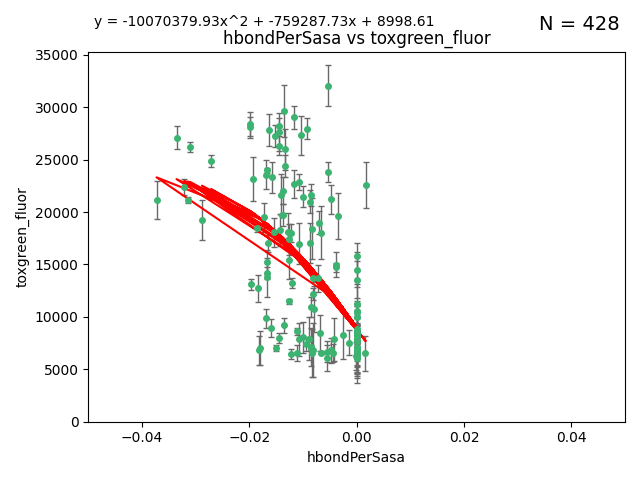 y = -10070379.93x^2 + -759287.73x + 8998.61
N = 428
hbondPerSasa vs toxgreen_fluor
toxgreen_fluor
35000
30000
25000
20000
15000
10000
5000
0
−0.04
−0.02
0.00
0.02
0.04
hbondPerSasa